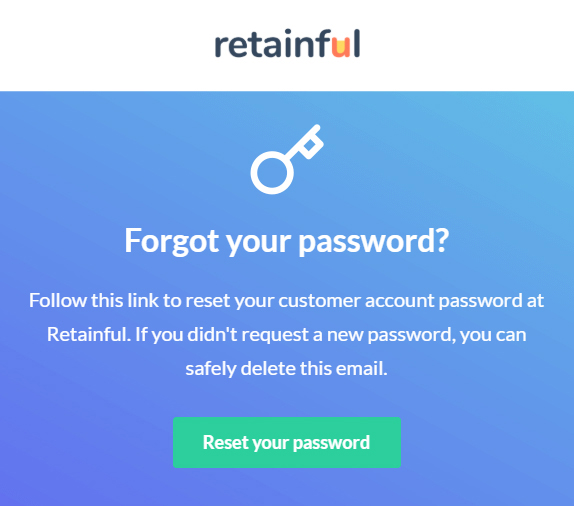 retainful
Forgot your password?
Follow this link to reset your customer account password at
Retainful. If you didn't request a new password, you can
safely delete this email.
Reset your password